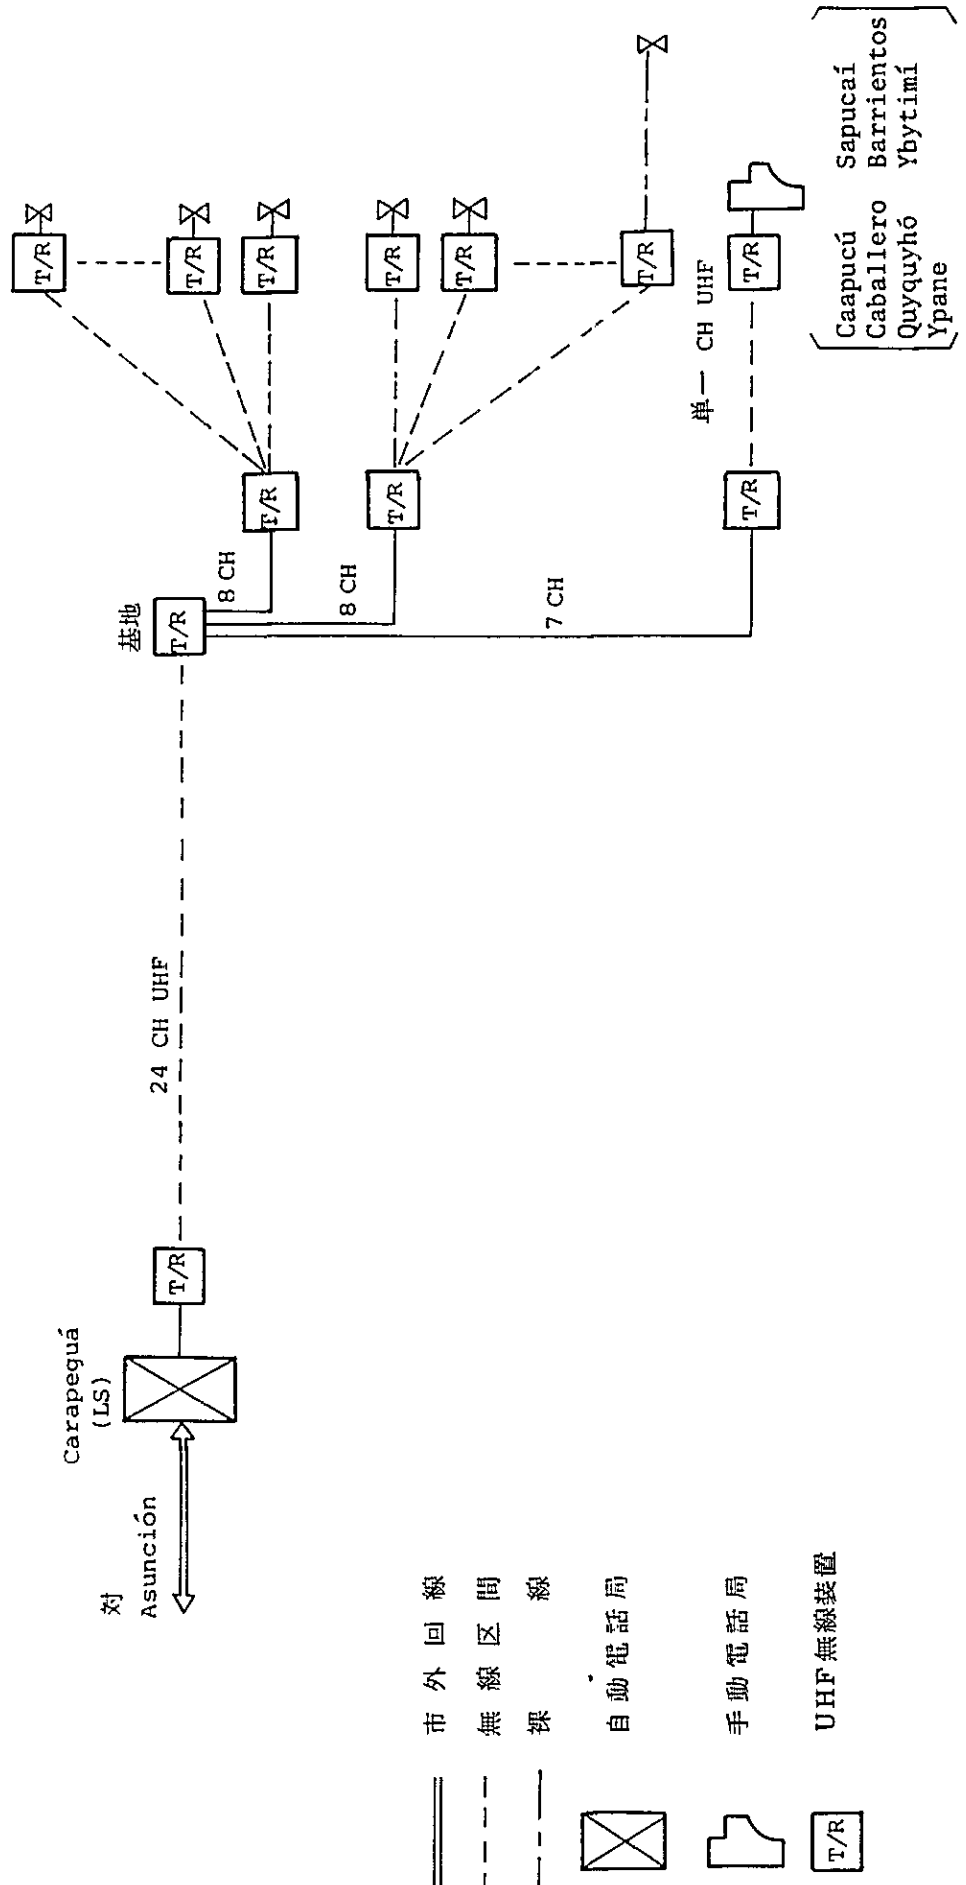 対
Asunción
Carapeguá
(LS)
T/R
24 CH UHF
基地
T/R
8 CH
8 CH
7 CH
T/R
T/R
T/R
T/R
T/R
T/R
T/R
T/R
T/R
単一 CH UHF
T/R
Caapucú Sapucaí
Caballero Barrientos
Quyquyhó Ybytimí
Ypane
市外回線
無線区間
裸線
自動電話局
手動電話局
T/R UHF無線装置